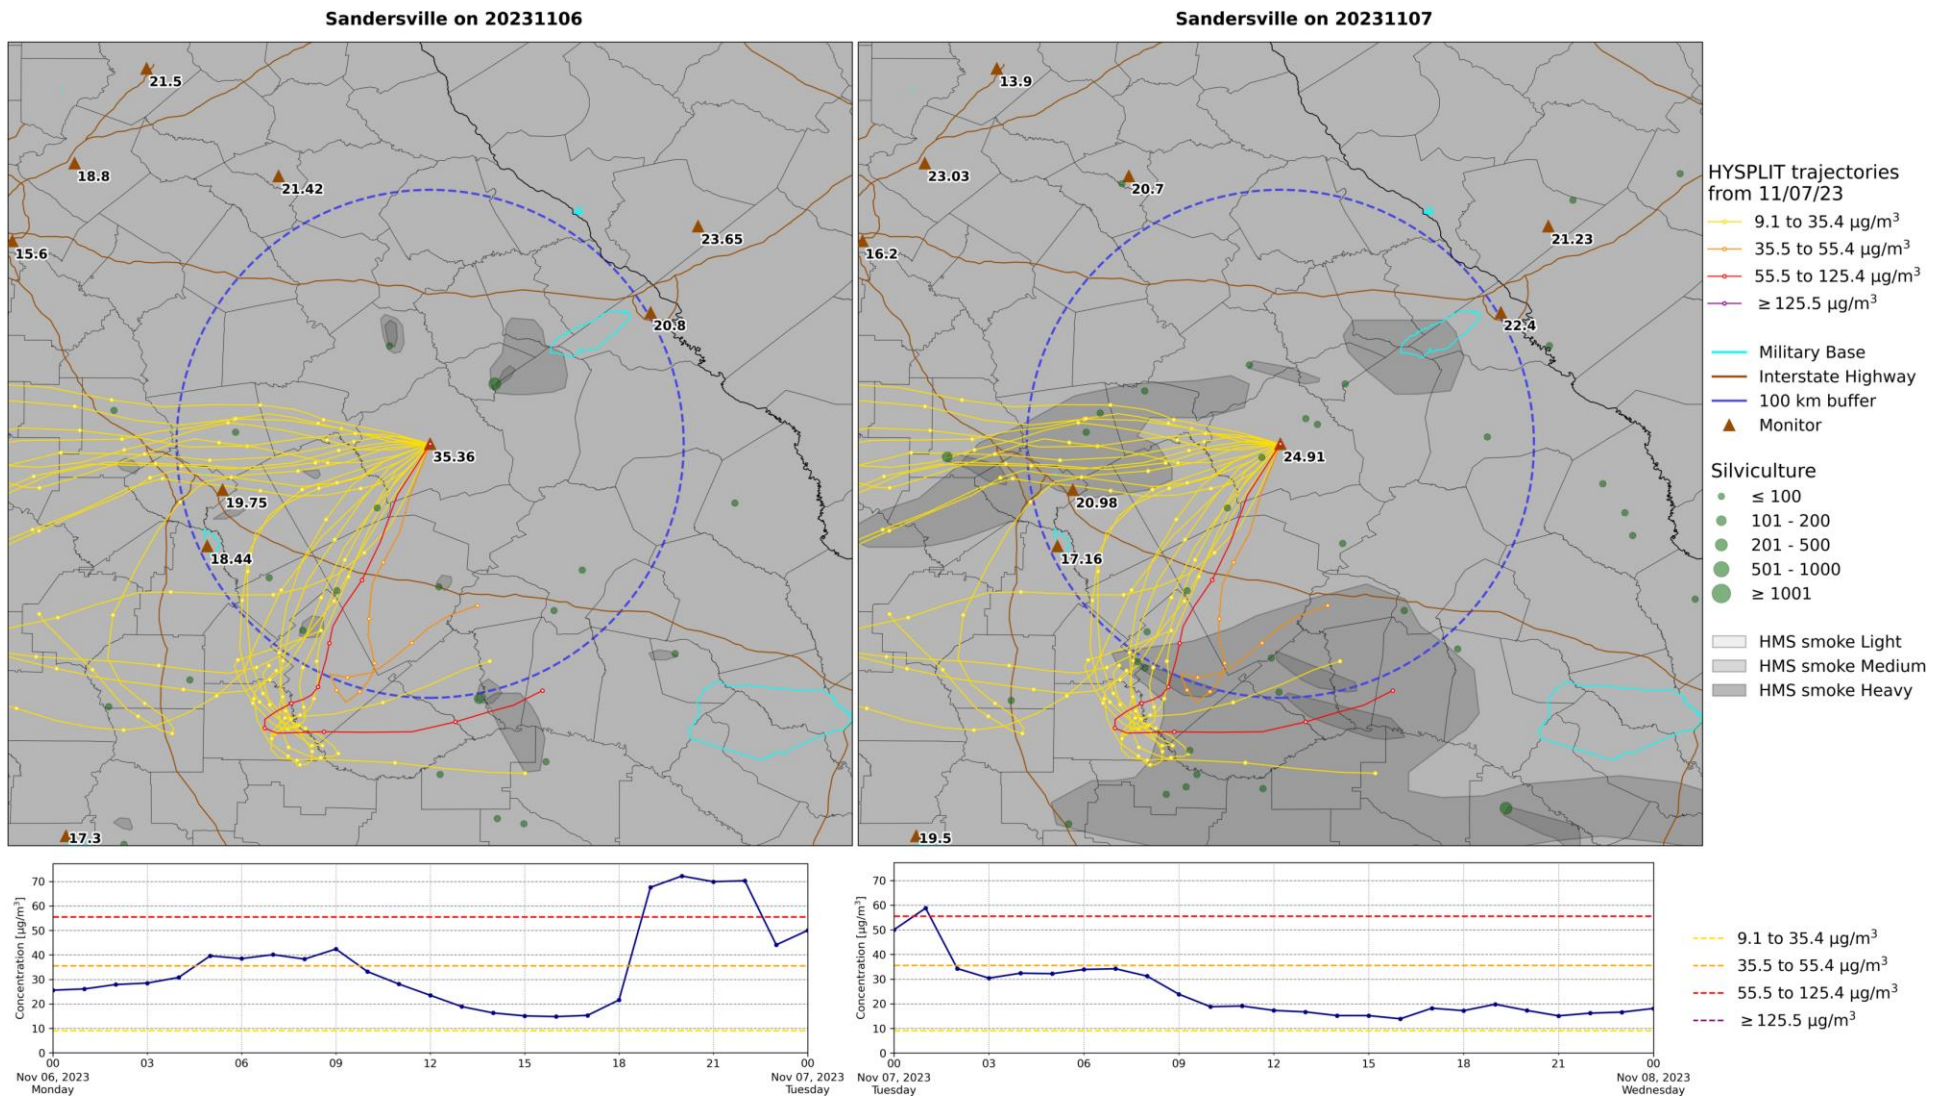 Sandersville on 20231106
21.5
18.8
21.42
23.65
15.6
20.8
35.36
19.75
18.44
17.3
Sandersville on 20231107
13.9
23.03
20.7
21.23
16.2
22.4
24.91
20.98
17.16
19.5
HYSPLIT trajectories
from 11/07/23
9.1 to 35.4 µg/m³
35.5 to 55.4 µg/m³
55.5 to 125.4 µg/m³
≥ 125.5 µg/m³
Military Base
Interstate Highway
100 km buffer
Monitor
Silviculture
≤ 100
101 - 200
201 - 500
501 - 1000
≥ 1001
HMS smoke Light
HMS smoke Medium
HMS smoke Heavy
Concentration [µg/m³]
70
60
50
40
30
20
10
0
00 03 06 09 12 15 18 21 00
Nov 06, 2023 Nov 07, 2023
Monday Tuesday
Concentration [µg/m³]
70
60
50
40
30
20
10
0
00 03 06 09 12 15 18 21 00
Nov 07, 2023 Nov 08, 2023
Tuesday Wednesday
9.1 to 35.4 µg/m³
35.5 to 55.4 µg/m³
55.5 to 125.4 µg/m³
≥ 125.5 µg/m³